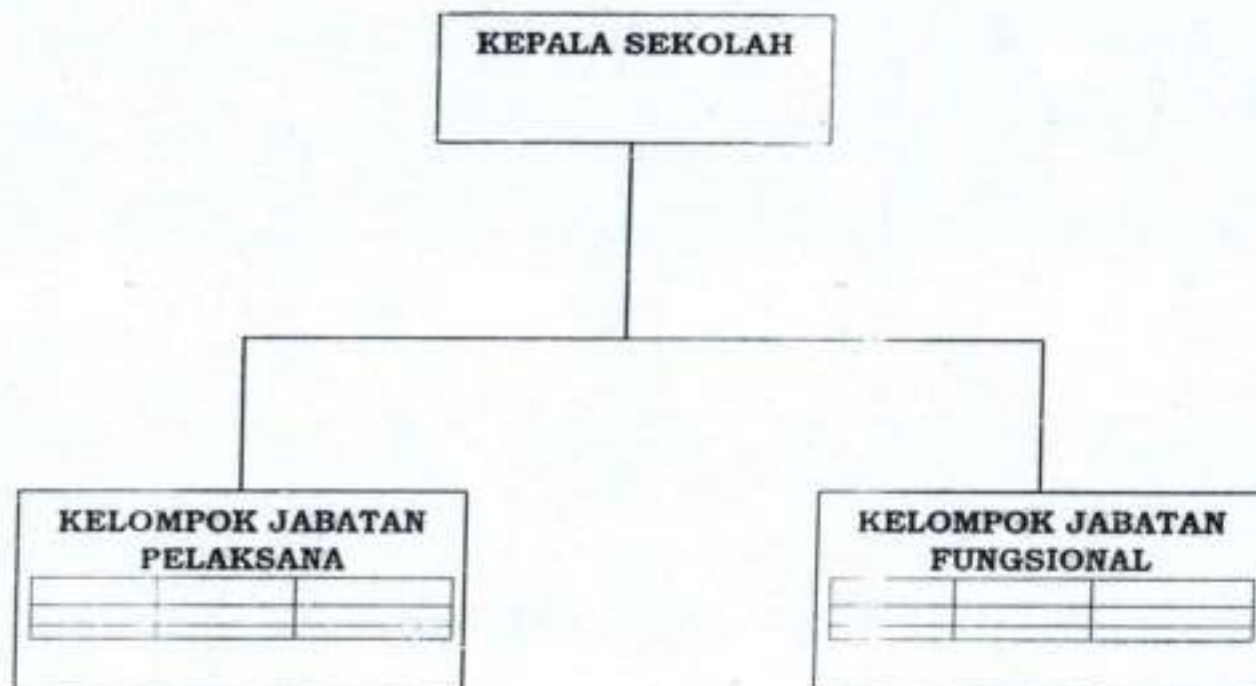 KEPALA SEKOLAH
KELOMPOK JABATAN
PELAKSANA
KELOMPOK JABATAN
FUNGSIONAL